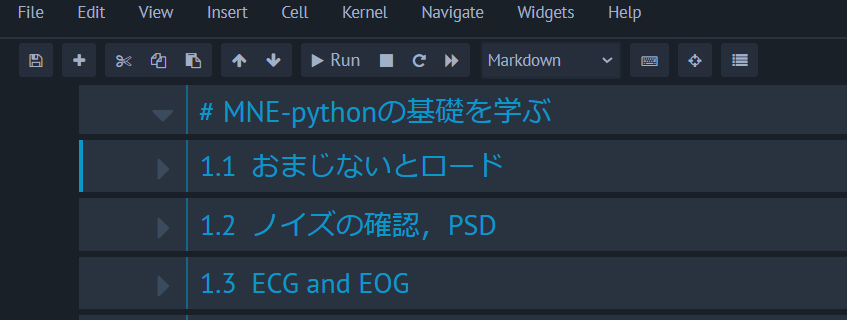 File Edit View Insert Cell Kernel Navigate Widgets Help
Run Markdown
# MNE-pythonの基礎を学ぶ
1.1 おまじないとロード
1.2 ノイズの確認，PSD
1.3 ECG and EOG